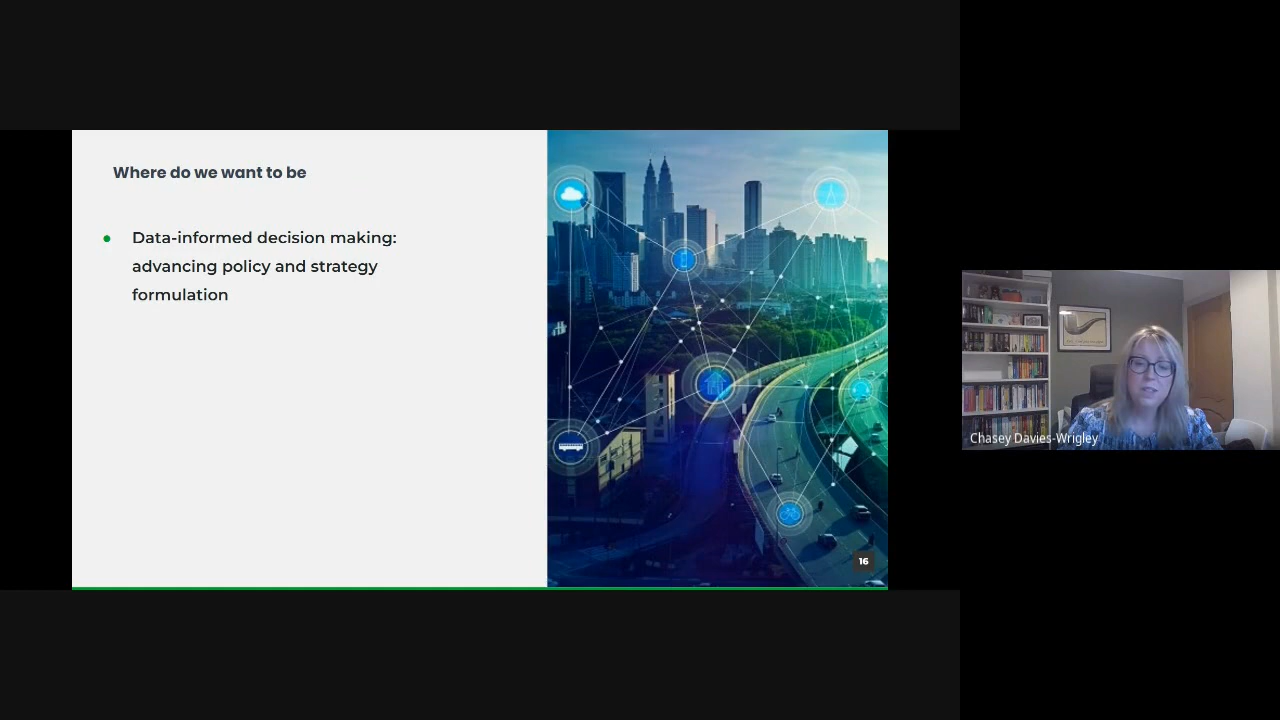 Where do we want to be
● Data-informed decision making:
advancing policy and strategy
formulation
16
Chasey Davies-Wrigley